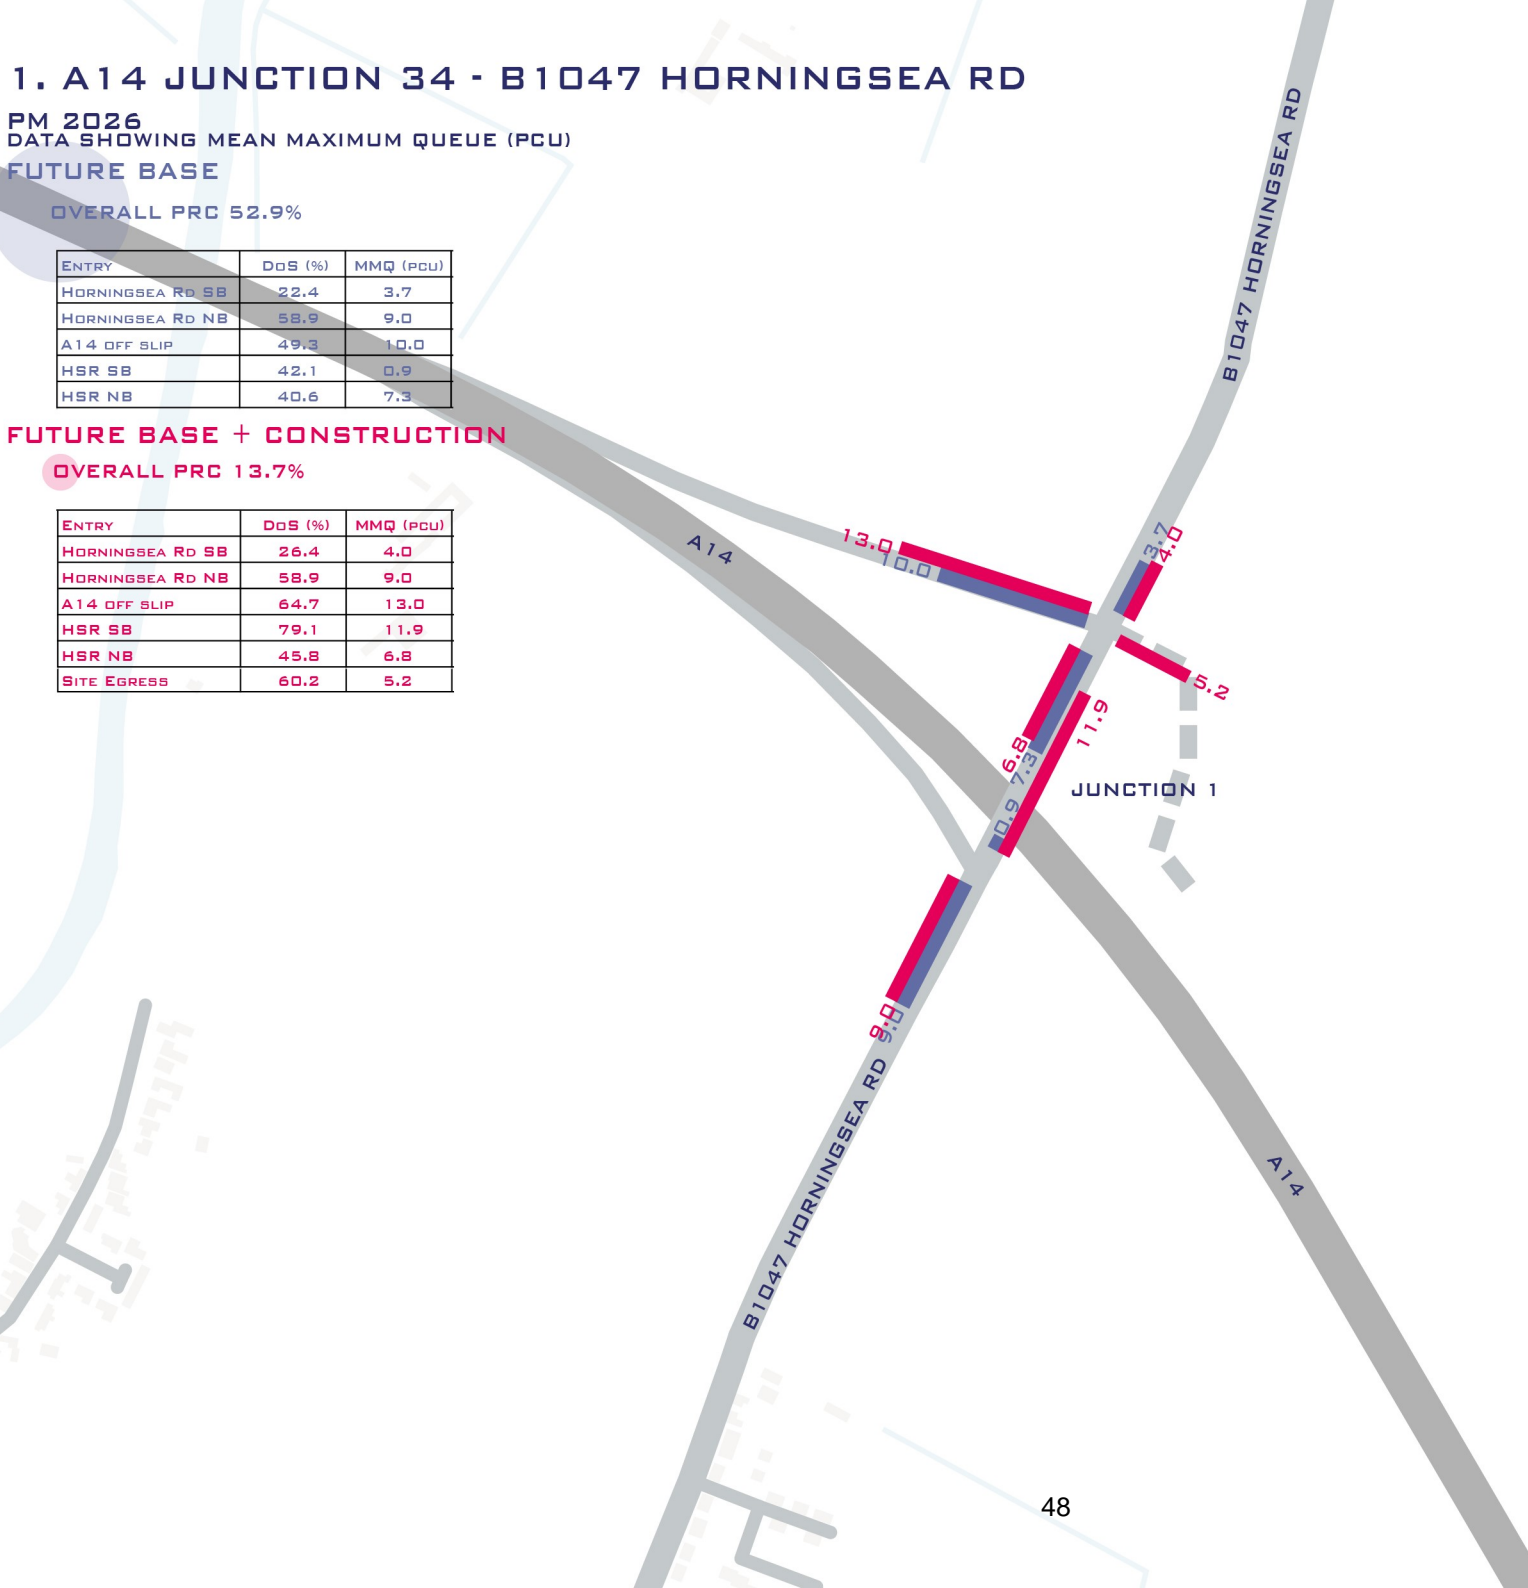 1. A14 JUNCTION 34 - B1047 HORNINGSEA RD
PM 2026
DATA SHOWING MEAN MAXIMUM QUEUE (PCU)
FUTURE BASE
OVERALL PRC 52.9%
ENTRY DOS (%) MMQ (PCU)
HORNINGSEA RD SB 22.4 3.7
HORNINGSEA RD NB 58.9 9.0
A14 OFF SLIP 49.3 10.0
HSR SB 42.1 0.9
HSR NB 40.6 7.3
FUTURE BASE + CONSTRUCTION
OVERALL PRC 13.7%
ENTRY DOS (%) MMQ (PCU)
HORNINGSEA RD SB 26.4 4.0
HORNINGSEA RD NB 58.9 9.0
A14 OFF SLIP 64.7 13.0
HSR SB 79.1 11.9
HSR NB 45.8 6.8
SITE EGRESS 60.2 5.2
B1047 HORNINGSEA RD
A14
13.0
10.0
3.7
4.0
5.2
11.9
6.8
7.3
0.9
JUNCTION 1
9.0
9.0
B1047 HORNINGSEA RD
A14
48